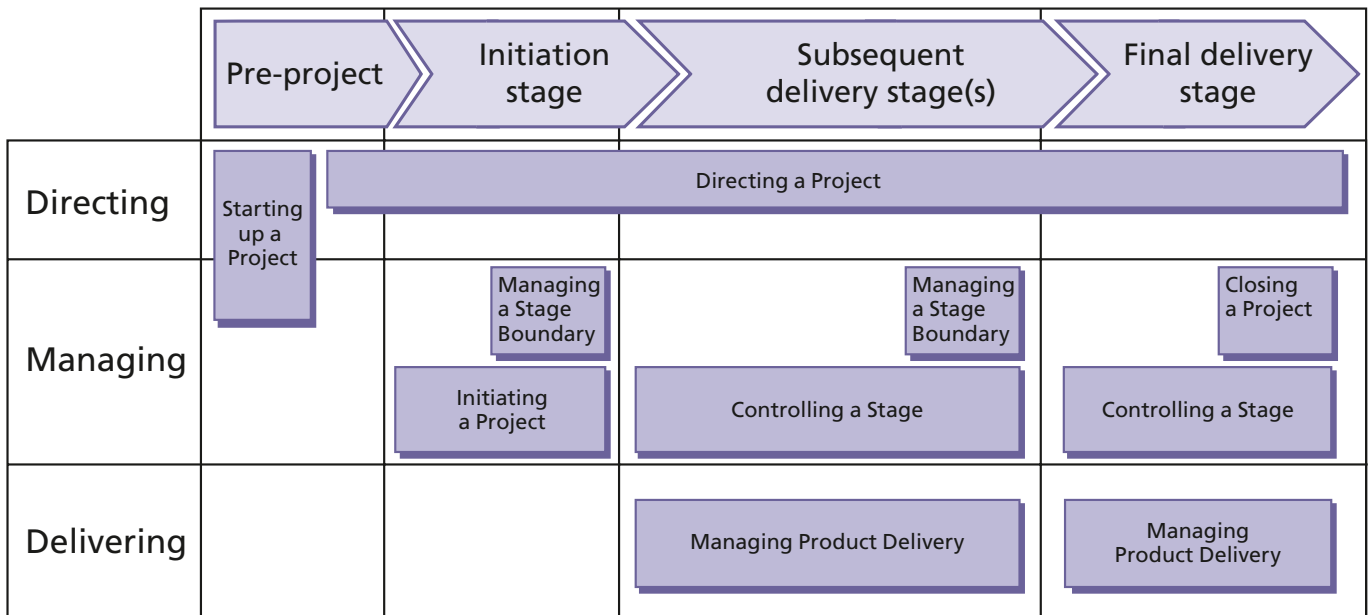 Pre-project
Initiation
stage
Subsequent
delivery stage(s)
Final delivery
stage
Directing
Starting
up a
Project
Directing a Project
Managing
Managing
a Stage
Boundary
Managing
a Stage
Boundary
Closing
a Project
Initiating
a Project
Controlling a Stage
Controlling a Stage
Delivering
Managing Product Delivery
Managing
Product Delivery